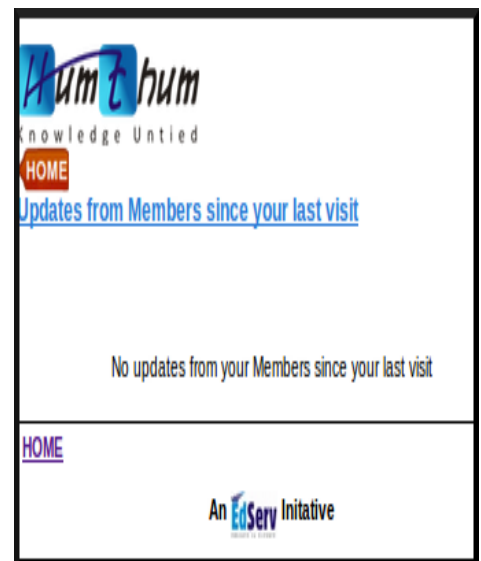 Humthum
Knowledge Untied
HOME
Updates from Members since your last visit
No updates from your Members since your last visit
HOME
An EdServ Initative